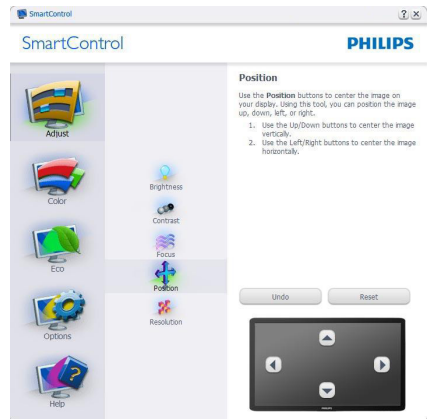 SmartControl
SmartControl
PHILIPS
Adjust
Color
Eco
Options
Help
Brightness
Contrast
Focus
Position
Resolution
Position
Use the Position buttons to center the image on
your display. Using this tool, you can position the image
up, down, left, or right.
1. Use the Up/Down buttons to center the image
vertically.
2. Use the Left/Right buttons to center the image
horizontally.
Undo
Reset
PHILIPS